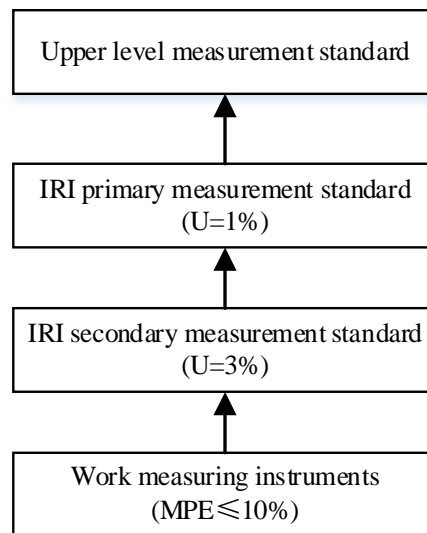 Upper level measurement standard
IRI primary measurement standard
(U=1%)
IRI secondary measurement standard
(U=3%)
Work measuring instruments
(MPE≤10%)